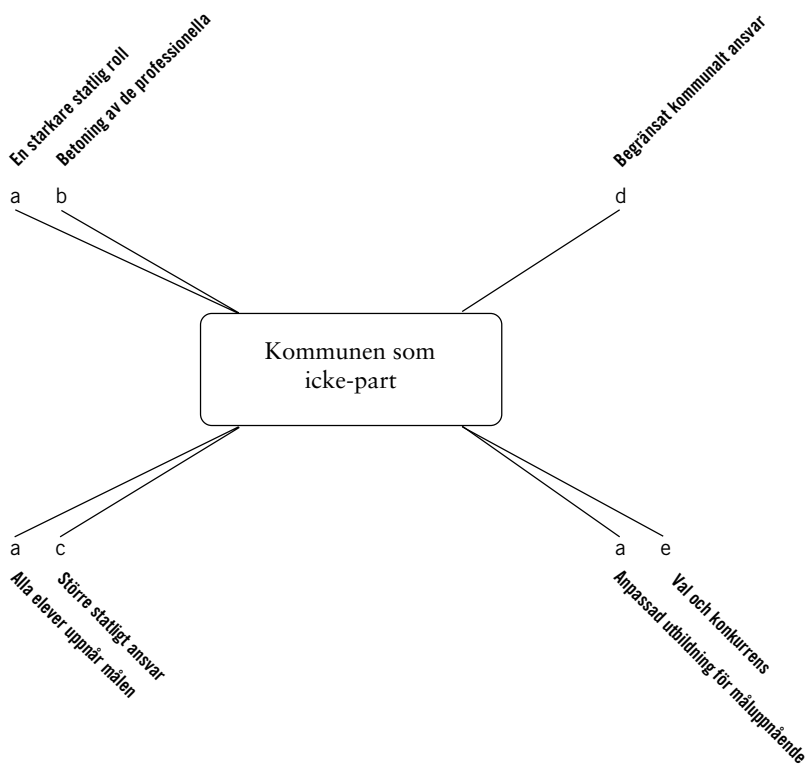 En starkare statlig roll
Betoning av de professionella
Begränsat kommunalt ansvar
a b d
Kommunen som
icke-part
a c a e
Alla elever uppnår målen
Större statligt ansvar
Anpassad utbildning för måluppnående
Val och konkurrens